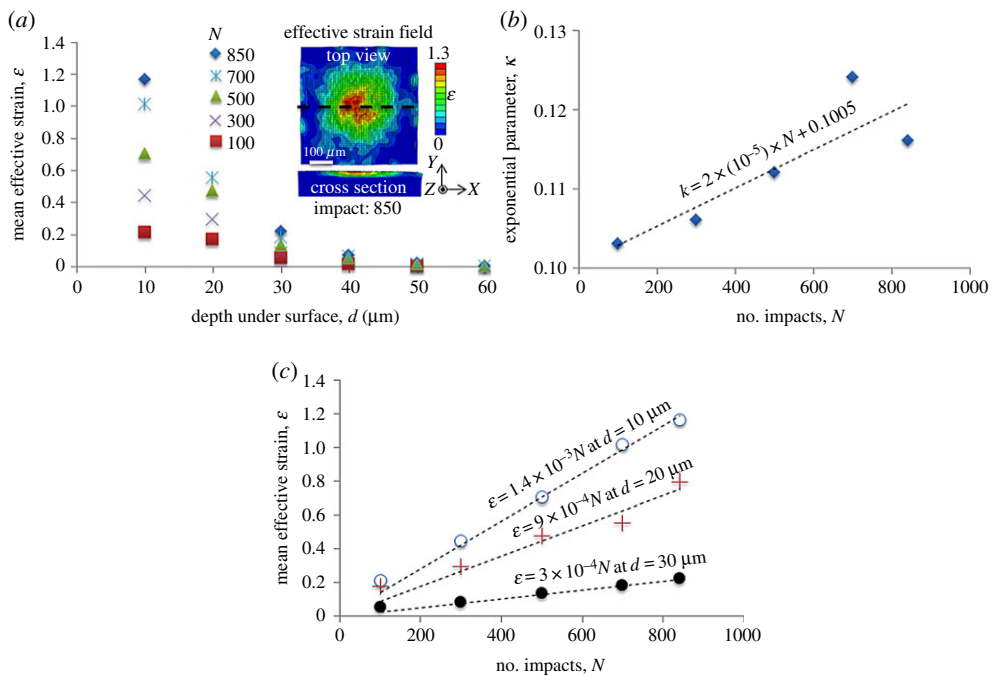 (a)
mean effective strain, ε
1.4
1.2
1.0
0.8
0.6
0.4
0.2
0
0 10 20 30 40 50 60
depth under surface, d (μm)
N
850
700
500
300
100
effective strain field
top view
1.3
ε
0
100 μm
cross section
Y
Z X
impact: 850
(b)
exponential parameter, κ
0.13
0.12
0.11
0.10
k = 2 × (10⁻⁵) × N + 0.1005
0 200 400 600 800 1000
no. impacts, N
(c)
mean effective strain, ε
1.4
1.2
1.0
0.8
0.6
0.4
0.2
0
ε = 1.4 × 10⁻³N at d = 10 μm
ε = 9 × 10⁻⁴N at d = 20 μm
ε = 3 × 10⁻⁴N at d = 30 μm
0 200 400 600 800 1000
no. impacts, N